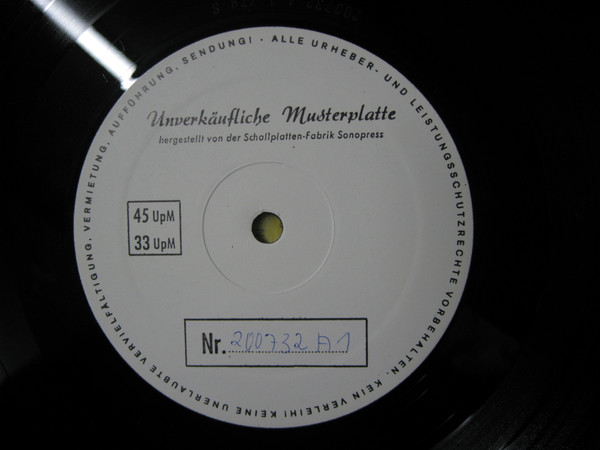 Unverkäufliche Musterplatte
hergestellt von der Schallplatten-Fabrik Sonopress
45 UpM
33 UpM
Nr. 200732 A1
ALLE URHEBER- UND LEISTUNGSSCHUTZRECHTE VORBEHALTEN. KEIN VERLEIH! KEINE UNERLAUBTE VERVIELFÄLTIGUNG, VERMIETUNG, AUFFÜHRUNG, SENDUNG! ·